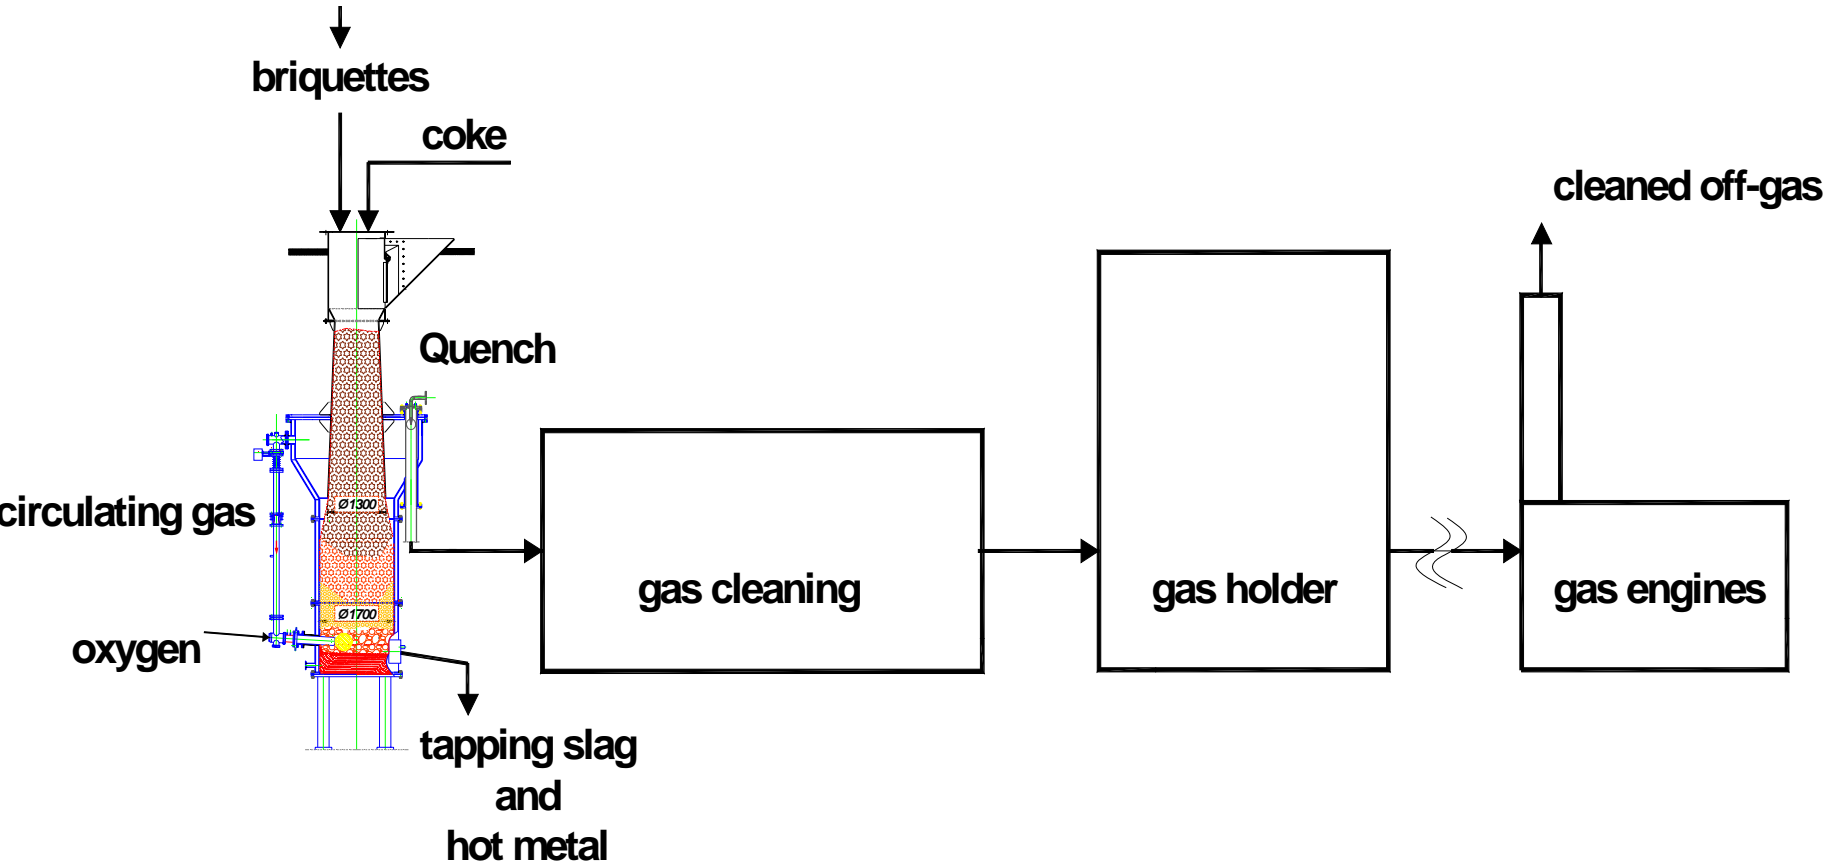 briquettes
coke
cleaned off-gas
Quench
Ø1300
circulating gas
gas cleaning
gas holder
gas engines
Ø1700
oxygen
tapping slag
and
hot metal